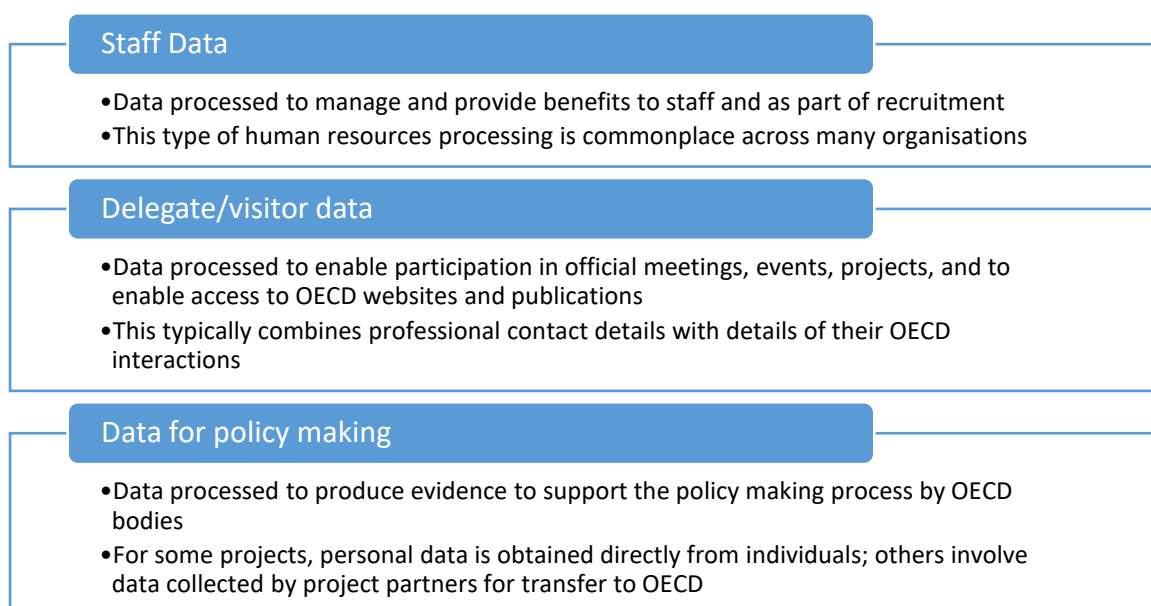 Staff Data
•Data processed to manage and provide benefits to staff and as part of recruitment
•This type of human resources processing is commonplace across many organisations
Delegate/visitor data
•Data processed to enable participation in official meetings, events, projects, and to
enable access to OECD websites and publications
•This typically combines professional contact details with details of their OECD
interactions
Data for policy making
•Data processed to produce evidence to support the policy making process by OECD
bodies
•For some projects, personal data is obtained directly from individuals; others involve
data collected by project partners for transfer to OECD